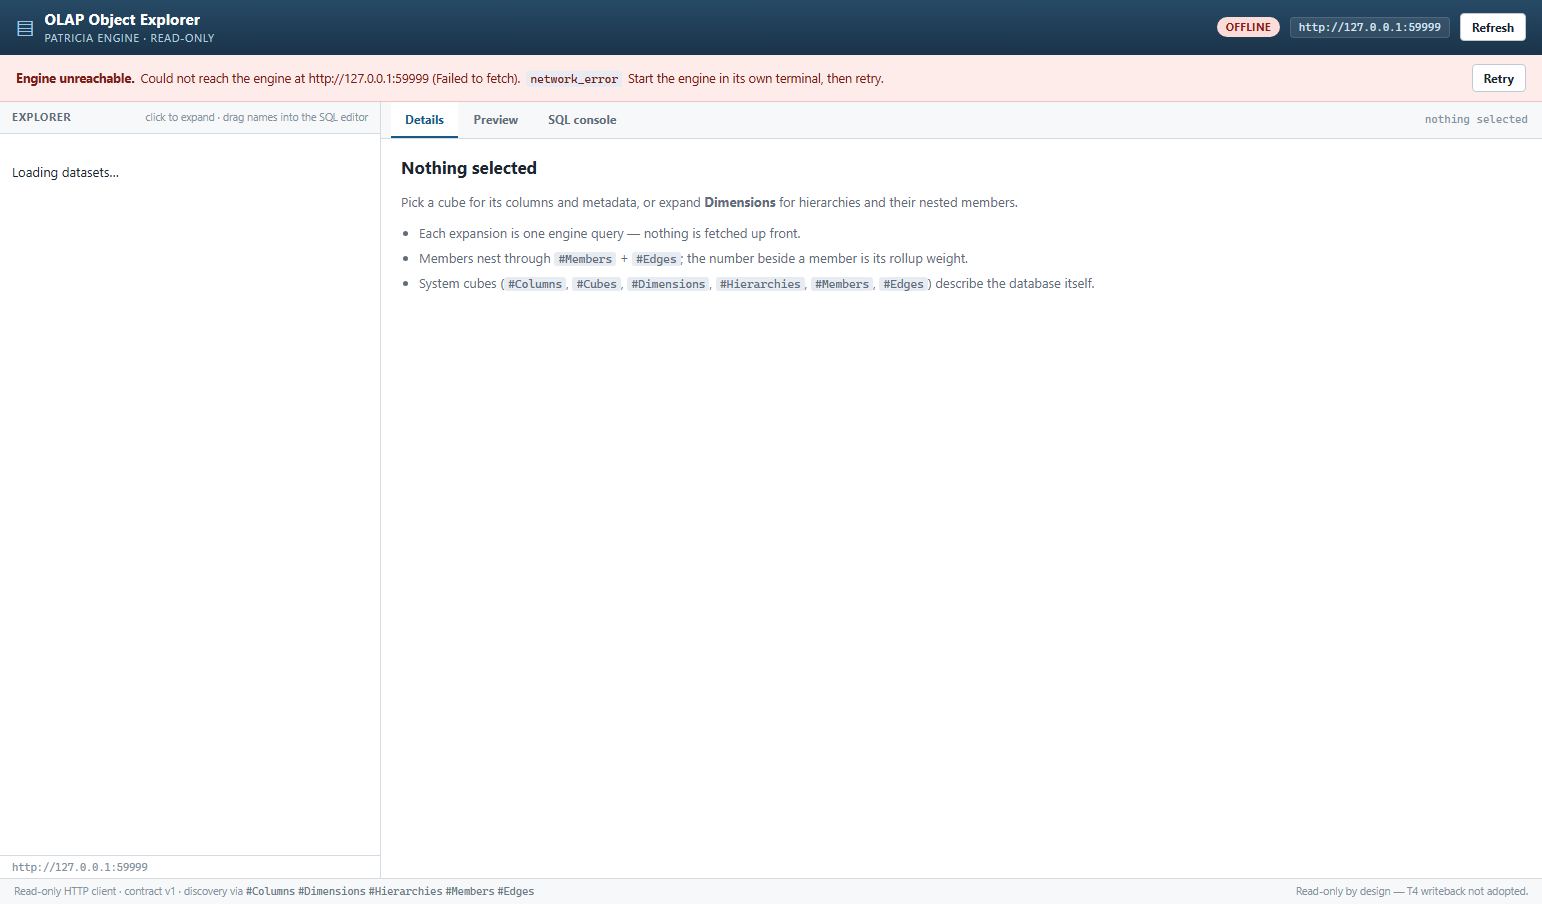 OLAP Object Explorer
PATRICIA ENGINE · READ-ONLY
OFFLINE
http://127.0.0.1:59999
Refresh
Engine unreachable. Could not reach the engine at http://127.0.0.1:59999 (Failed to fetch). network_error Start the engine in its own terminal, then retry.
Retry
EXPLORER
click to expand · drag names into the SQL editor
Details
Preview
SQL console
nothing selected
Loading datasets...
Nothing selected
Pick a cube for its columns and metadata, or expand Dimensions for hierarchies and their nested members.
• Each expansion is one engine query — nothing is fetched up front.
• Members nest through #Members + #Edges; the number beside a member is its rollup weight.
• System cubes (#Columns, #Cubes, #Dimensions, #Hierarchies, #Members, #Edges) describe the database itself.
http://127.0.0.1:59999
Read-only HTTP client · contract v1 · discovery via #Columns #Dimensions #Hierarchies #Members #Edges
Read-only by design — T4 writeback not adopted.